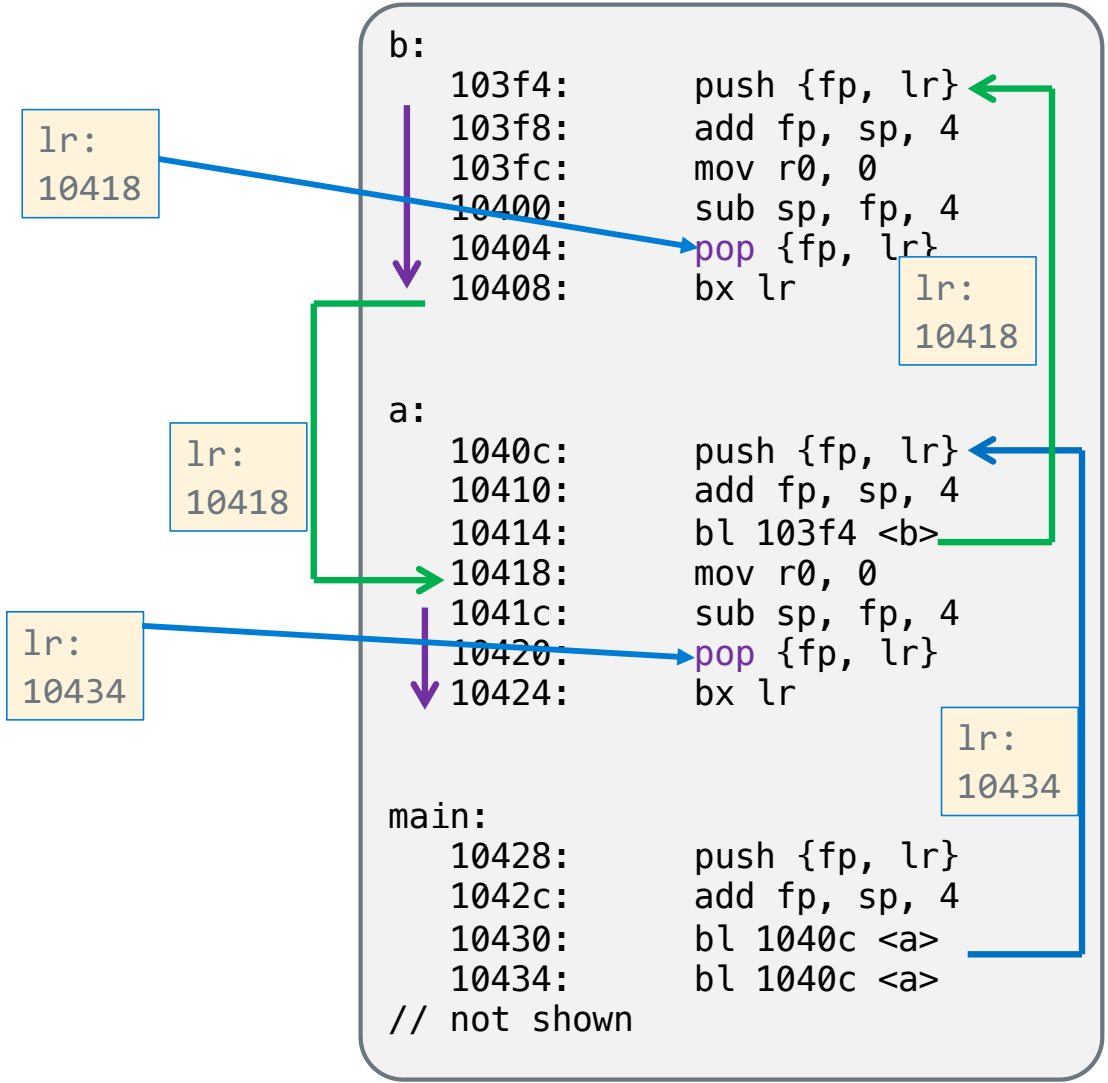 b:
103f4: push {fp, lr}
103f8: add fp, sp, 4
103fc: mov r0, 0
10400: sub sp, fp, 4
10404: pop {fp, lr}
10408: bx lr
lr:
10418
lr:
10418
a:
1040c: push {fp, lr}
10410: add fp, sp, 4
10414: bl 103f4 <b>
10418: mov r0, 0
1041c: sub sp, fp, 4
10420: pop {fp, lr}
10424: bx lr
lr:
10418
lr:
10434
lr:
10434
main:
10428: push {fp, lr}
1042c: add fp, sp, 4
10430: bl 1040c <a>
10434: bl 1040c <a>
// not shown